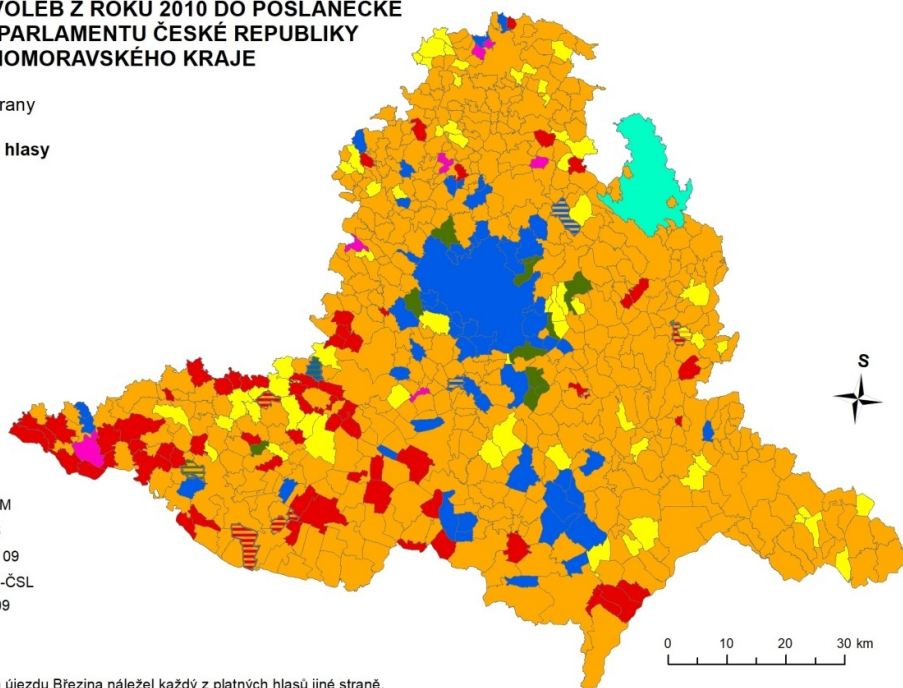 VOLEB Z ROKU 2010 DO POSLANECKÉ
PARLAMENTU ČESKÉ REPUBLIKY
HOMORAVSKÉHO KRAJE
rany
hlasy
S
M
09
-ČSL
09
0 10 20 30 km
újezdu Březina náležel každý z platných hlasů jiné straně.